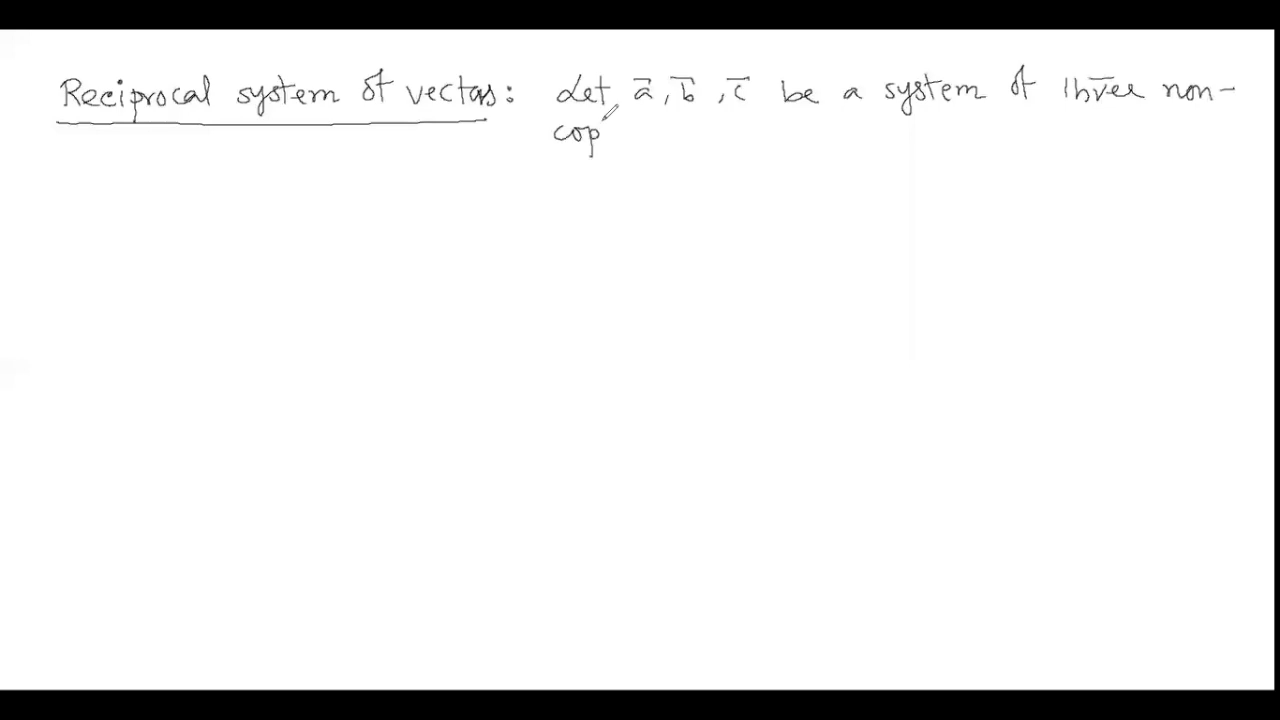 Reciprocal system of vectors: Let a̅, b̅, c̅ be a system of three non-
cop